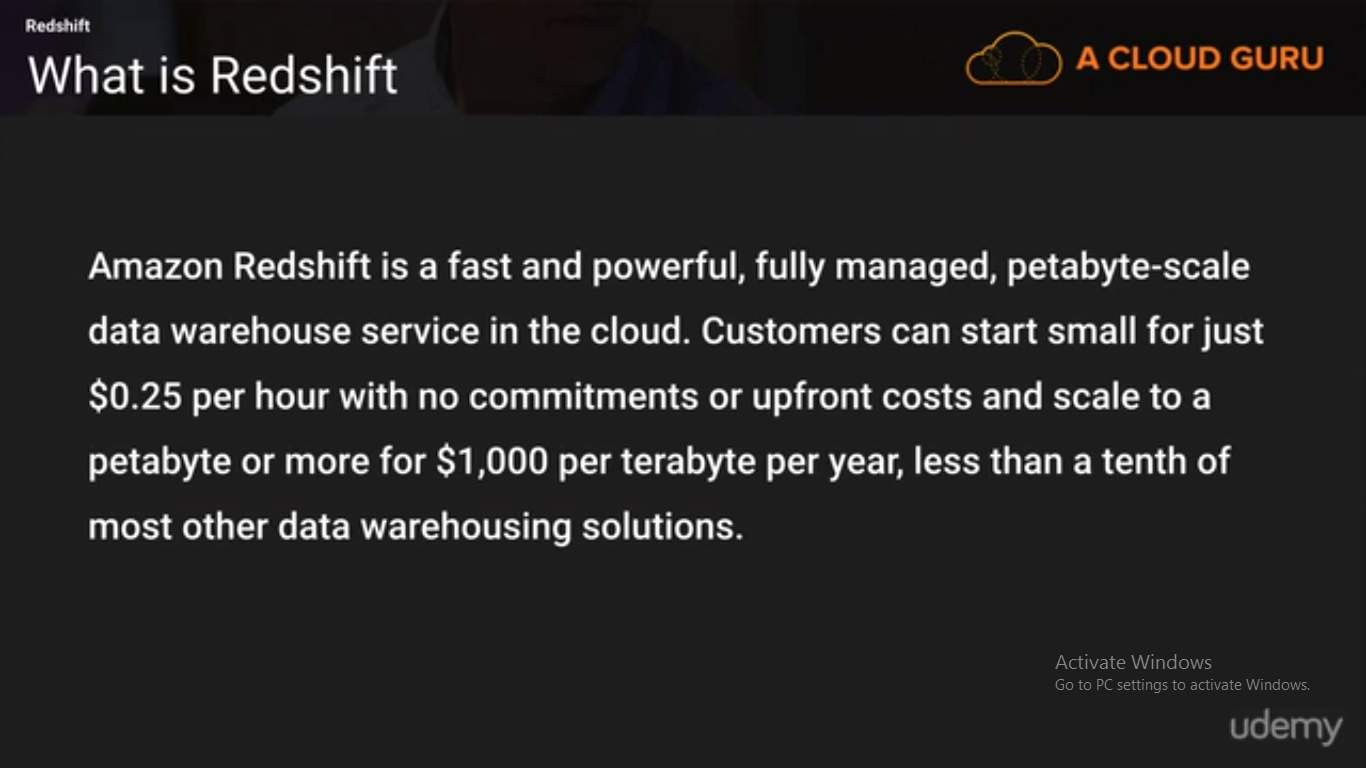 Redshift
What is Redshift
A CLOUD GURU
Amazon Redshift is a fast and powerful, fully managed, petabyte-scale
data warehouse service in the cloud. Customers can start small for just
$0.25 per hour with no commitments or upfront costs and scale to a
petabyte or more for $1,000 per terabyte per year, less than a tenth of
most other data warehousing solutions.
Activate Windows
Go to PC settings to activate Windows.
udemy